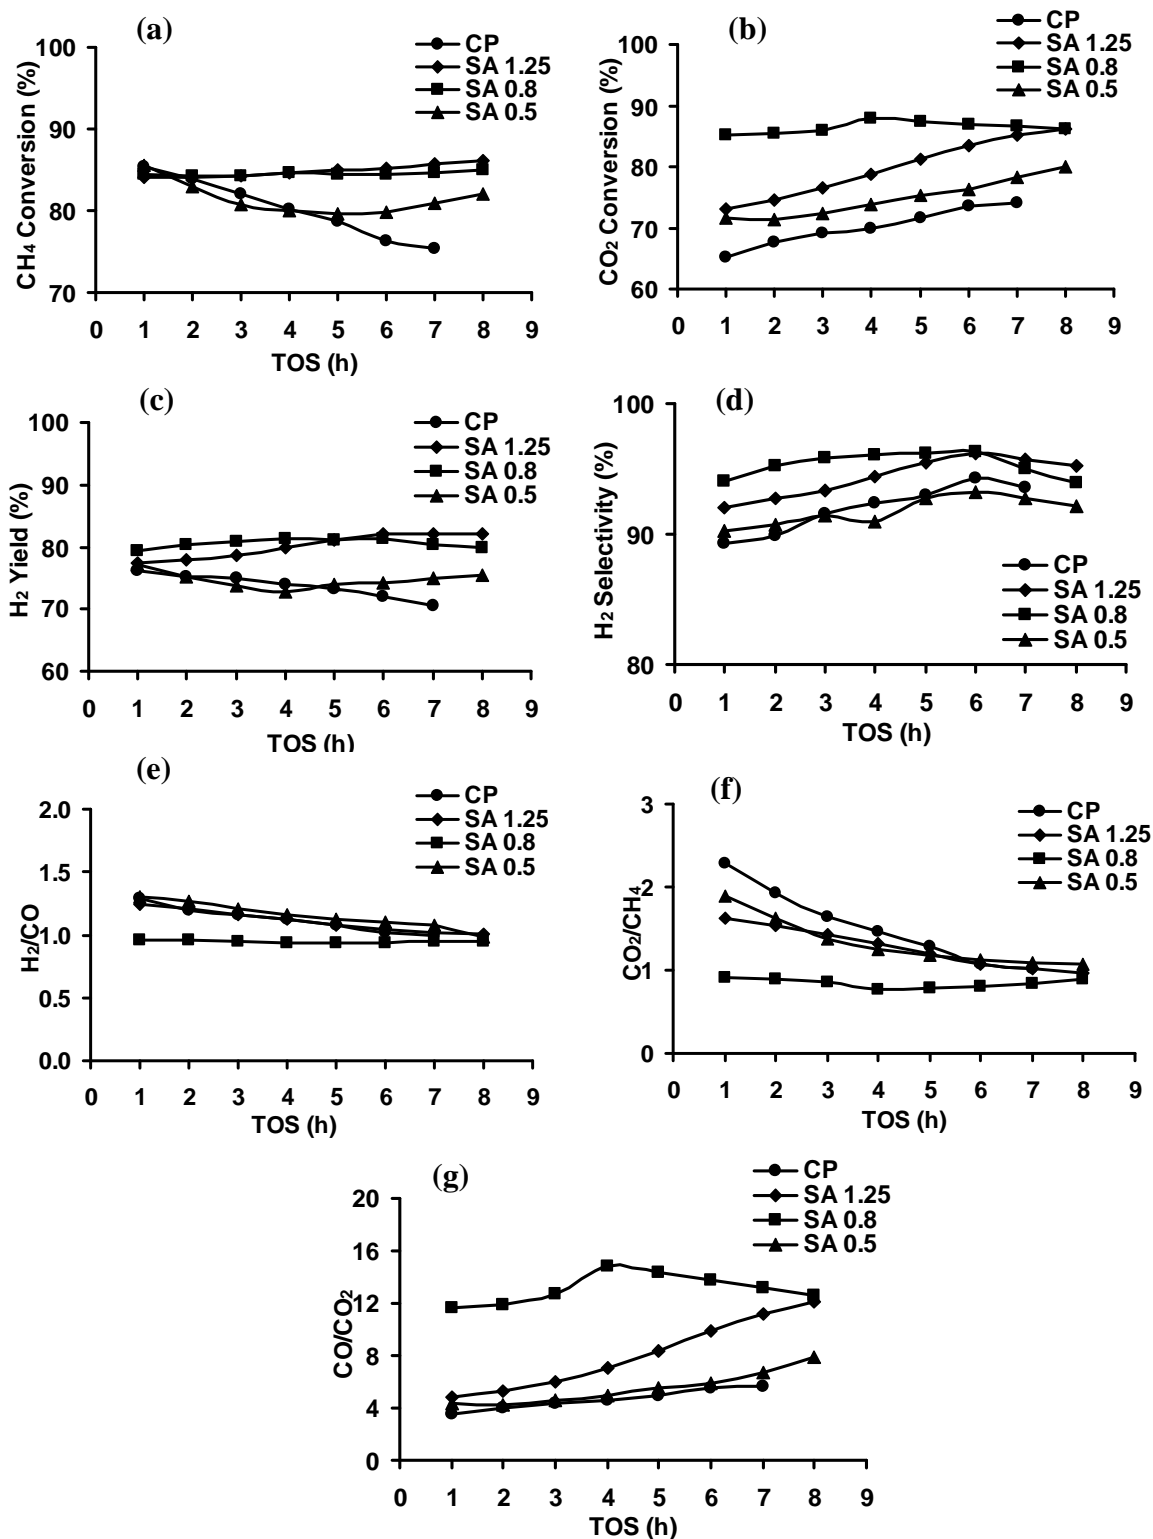 (a)
CP
SA 1.25
SA 0.8
SA 0.5
100
90
80
70
CH4 Conversion (%)
0 1 2 3 4 5 6 7 8 9
TOS (h)
(b)
CP
SA 1.25
SA 0.8
SA 0.5
100
90
80
70
60
CO2 Conversion (%)
0 1 2 3 4 5 6 7 8 9
TOS (h)
(c)
CP
SA 1.25
SA 0.8
SA 0.5
100
90
80
70
60
H2 Yield (%)
0 1 2 3 4 5 6 7 8 9
TOS (h)
(d)
100
90
80
H2 Selectivity (%)
CP
SA 1.25
SA 0.8
SA 0.5
0 1 2 3 4 5 6 7 8 9
TOS (h)
(e)
CP
SA 1.25
SA 0.8
SA 0.5
2.0
1.5
1.0
0.5
0.0
H2/CO
0 1 2 3 4 5 6 7 8 9
TOS (h)
(f)
CP
SA 1.25
SA 0.8
SA 0.5
3
2
1
0
CO2/CH4
0 1 2 3 4 5 6 7 8 9
TOS (h)
(g)
CP
SA 1.25
SA 0.8
SA 0.5
20
16
12
8
4
0
CO/CO2
0 1 2 3 4 5 6 7 8 9
TOS (h)